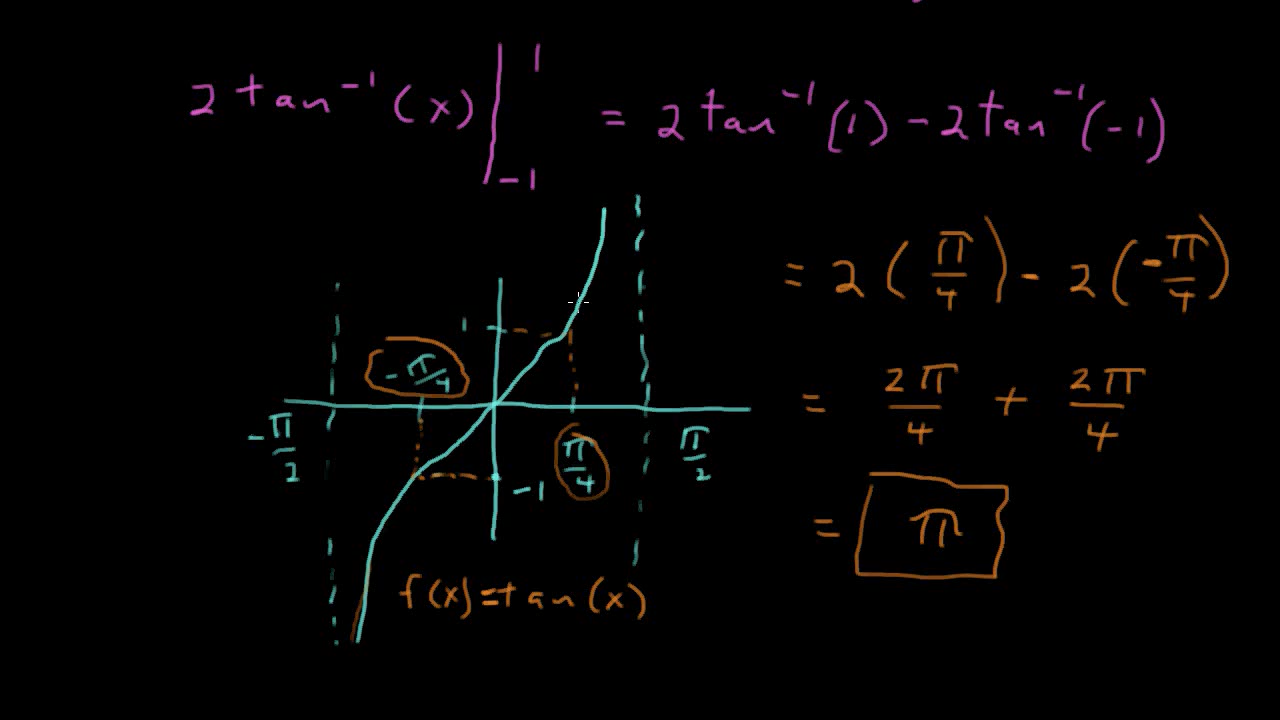 2 tan⁻¹(x) |₋₁¹ = 2 tan⁻¹(1) - 2 tan⁻¹(-1)
= 2 (π/4) - 2 (-π/4)
1
-π/4
= 2π/4 + 2π/4
-π/2
π/4
π/2
-1
= π
f(x) = tan(x)